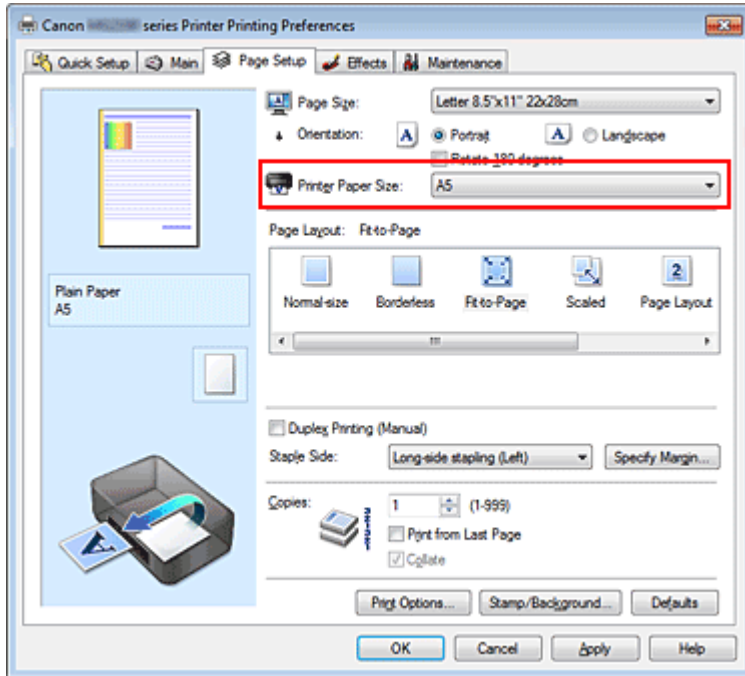 Canon series Printer Printing Preferences
Quick Setup Main Page Setup Effects Maintenance
Page Size: Letter 8.5"x11" 22x28cm
Orientation: A Portrait A Landscape
Rotate 180 degrees
Printer Paper Size: A5
Page Layout: Fit-to-Page
Normal-size Borderless Fit-to-Page Scaled Page Layout
Plain Paper
A5
Duplex Printing (Manual)
Staple Side: Long-side stapling (Left) Specify Margin...
Copies: 1 (1-999)
Print from Last Page
Collate
Print Options... Stamp/Background... Defaults
OK Cancel Apply Help